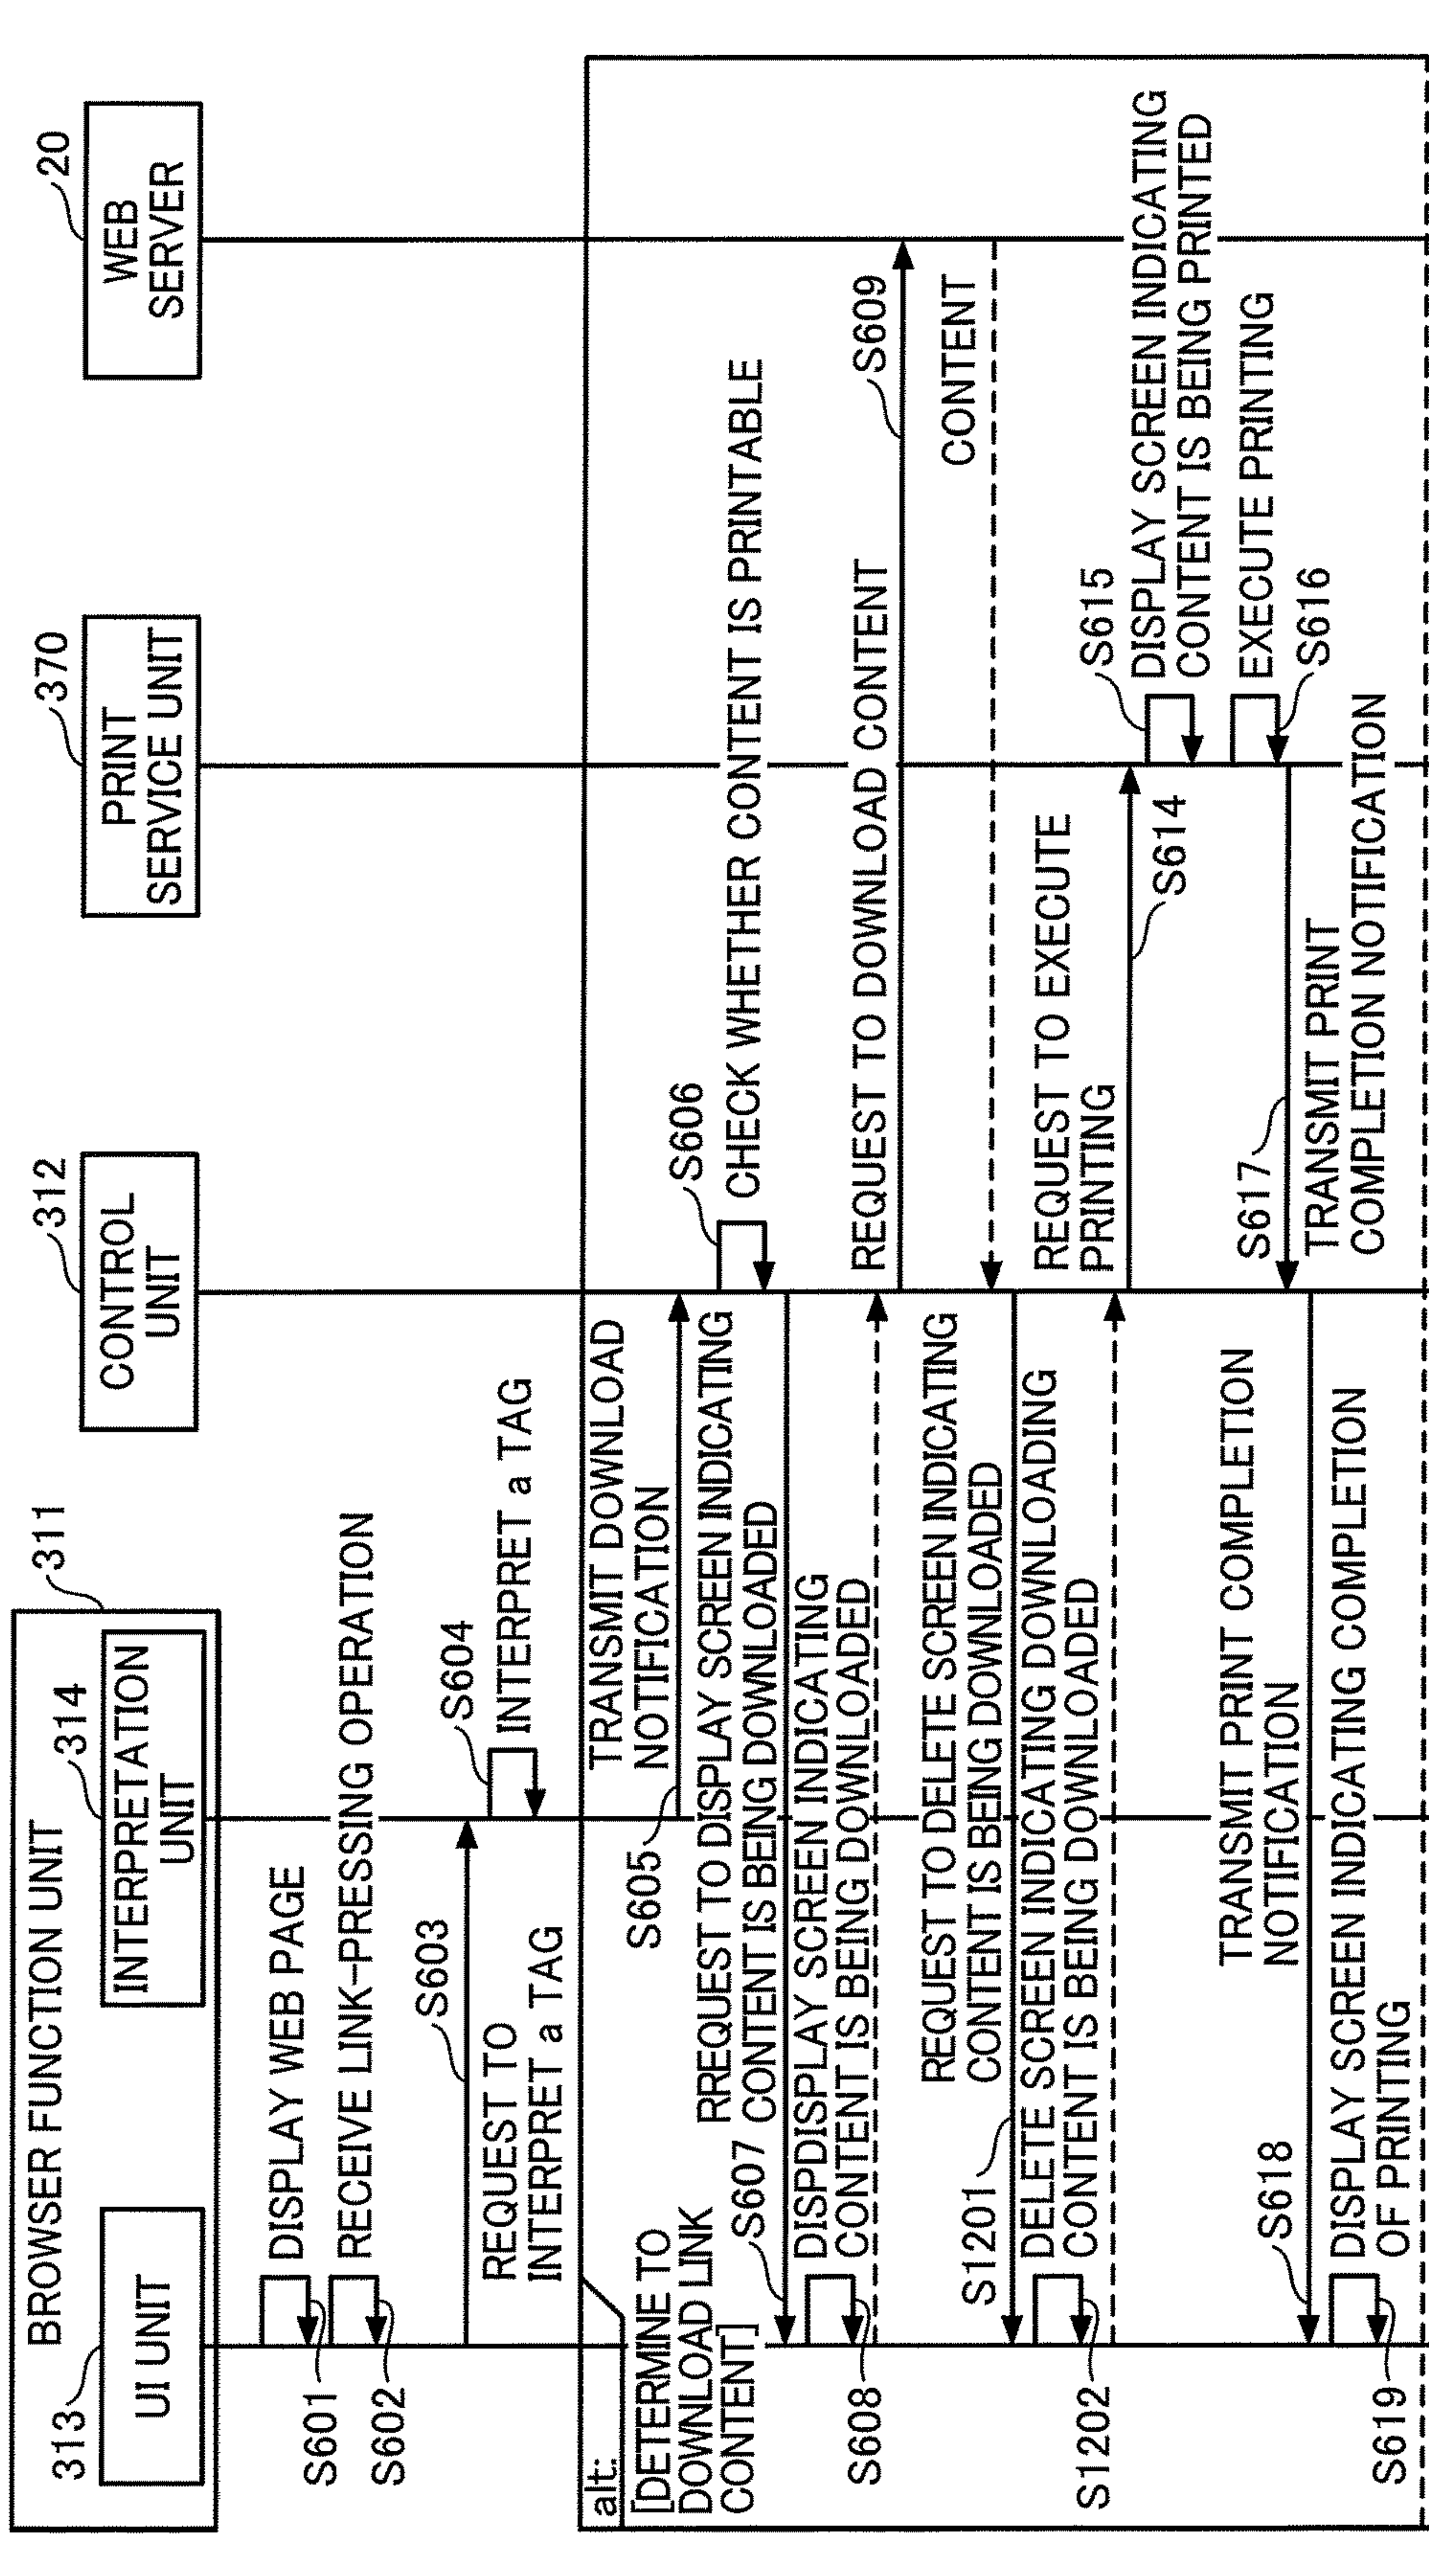 BROWSER FUNCTION UNIT
311
313
UI UNIT
314
INTERPRETATION
UNIT
312
CONTROL
UNIT
370
PRINT
SERVICE UNIT
20
WEB
SERVER
DISPLAY WEB PAGE
S601
RECEIVE LINK-PRESSING OPERATION
S602
S603
REQUEST TO
INTERPRET a TAG
S604
INTERPRET a TAG
alt:
[DETERMINE TO
DOWNLOAD LINK
CONTENT]
TRANSMIT DOWNLOAD
NOTIFICATION
S605
S606
CHECK WHETHER CONTENT IS PRINTABLE
RREQUEST TO DISPLAY SCREEN INDICATING
CONTENT IS BEING DOWNLOADED
S607
DISPDISPLAY SCREEN INDICATING
CONTENT IS BEING DOWNLOADED
S608
REQUEST TO DOWNLOAD CONTENT
S609
CONTENT
REQUEST TO DELETE SCREEN INDICATING
CONTENT IS BEING DOWNLOADED
S1201
DELETE SCREEN INDICATING DOWNLOADING
CONTENT IS BEING DOWNLOADED
S1202
REQUEST TO EXECUTE
PRINTING
S614
S615
DISPLAY SCREEN INDICATING
CONTENT IS BEING PRINTED
EXECUTE PRINTING
S616
S617
TRANSMIT PRINT
COMPLETION NOTIFICATION
TRANSMIT PRINT COMPLETION
NOTIFICATION
S618
DISPLAY SCREEN INDICATING COMPLETION
OF PRINTING
S619